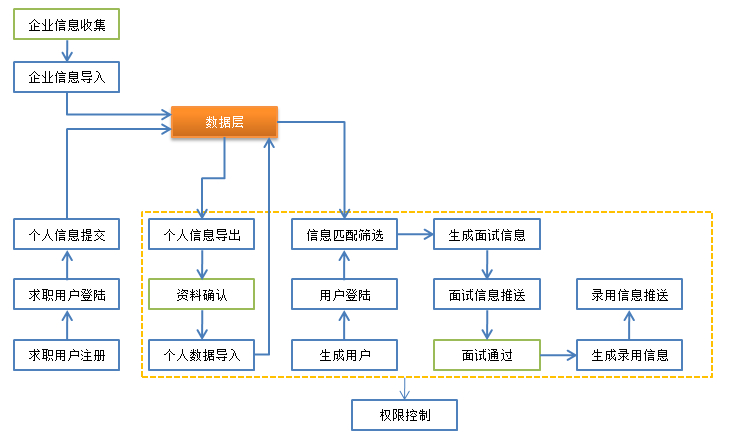 企业信息收集
企业信息导入
数据层
个人信息提交
个人信息导出
信息匹配筛选
生成面试信息
求职用户登陆
资料确认
用户登陆
面试信息推送
录用信息推送
求职用户注册
个人数据导入
生成用户
面试通过
生成录用信息
权限控制